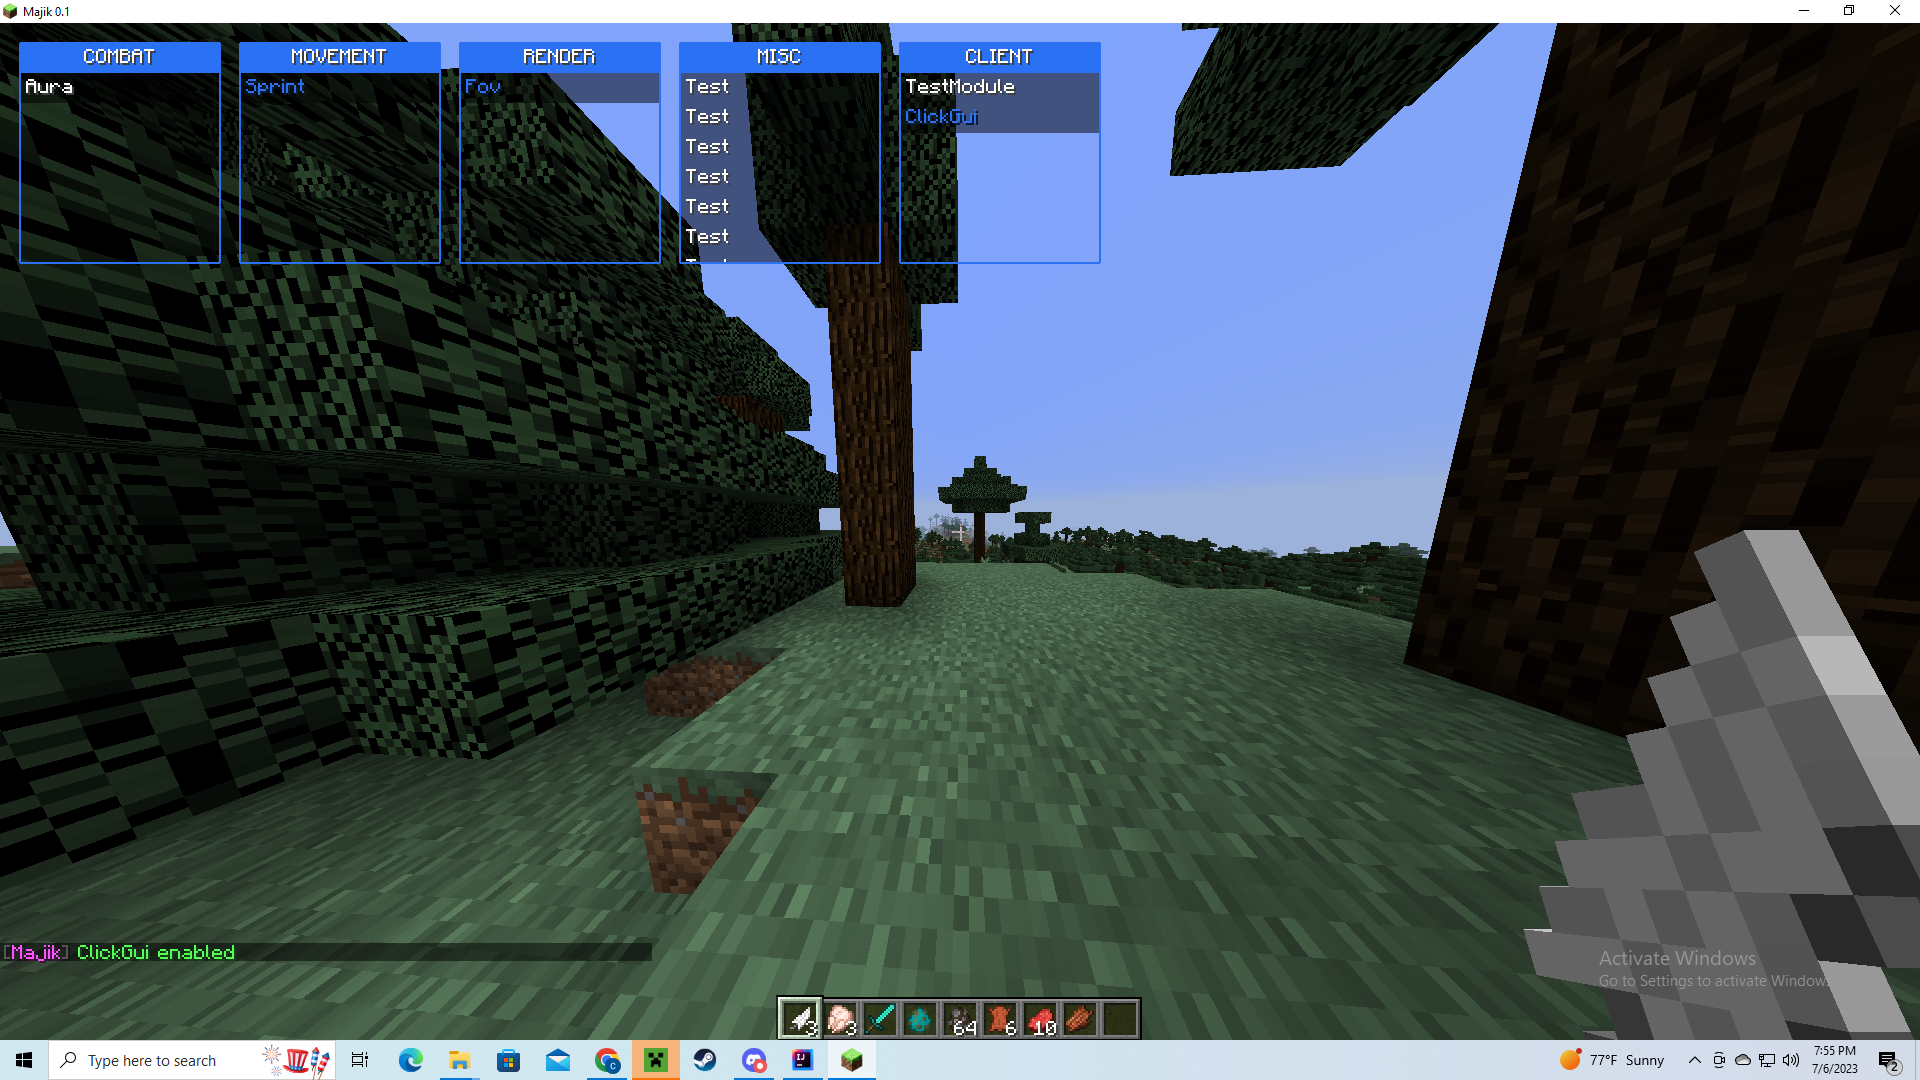 Majik 0.1
COMBAT
Aura
MOVEMENT
Sprint
RENDER
Fov
MISC
Test
Test
Test
Test
Test
Test
CLIENT
TestModule
ClickGui
[Majik] ClickGui enabled
Activate Windows
Go to Settings to activate Windows.
3
3
64
6
10
Type here to search
77°F Sunny
7:55 PM
7/6/2023
2